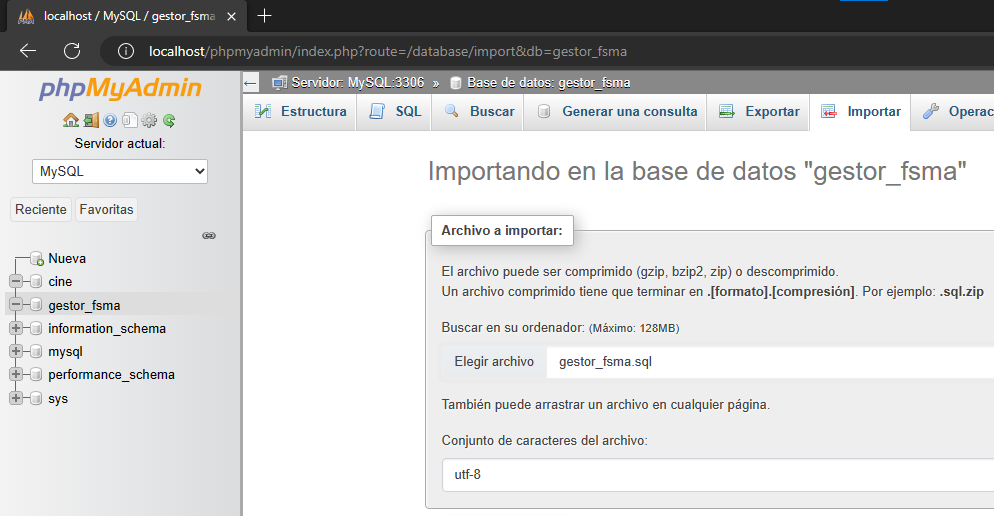 localhost / MySQL / gestor_fsma
localhost/phpmyadmin/index.php?route=/database/import&db=gestor_fsma
phpMyAdmin
Servidor actual:
MySQL
Reciente Favoritas
Nueva
cine
gestor_fsma
information_schema
mysql
performance_schema
sys
Servidor: MySQL:3306 » Base de datos: gestor_fsma
Estructura SQL Buscar Generar una consulta Exportar Importar Operac
Importando en la base de datos "gestor_fsma"
Archivo a importar:
El archivo puede ser comprimido (gzip, bzip2, zip) o descomprimido.
Un archivo comprimido tiene que terminar en .[formato].[compresión]. Por ejemplo: .sql.zip
Buscar en su ordenador: (Máximo: 128MB)
Elegir archivo gestor_fsma.sql
También puede arrastrar un archivo en cualquier página.
Conjunto de caracteres del archivo:
utf-8